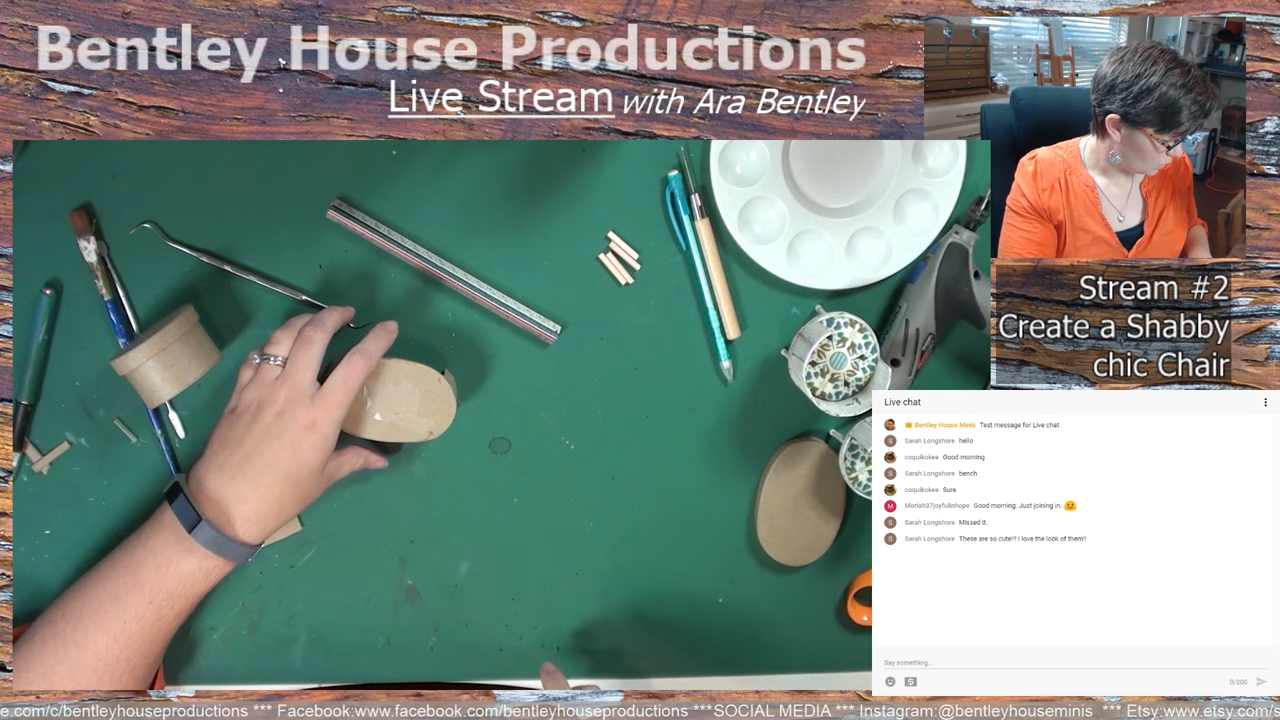 Bentley House Productions
Live Stream with Ara Bentley
Stream #2
Create a Shabby
chic Chair
Live chat
Bentley House Minis Test message for Live chat
Sarah Longshore hello
coquikokee Good morning
Sarah Longshore bench
coquikokee Sure
M Moriah37joyfulinhope Good morning. Just joining in.
S Sarah Longshore Missed it.
S Sarah Longshore These are so cute!!! I love the look of them!!
Say something...
0/200
e.com/c/bentleyhouseproductions *** Facebook:www.facebook.com/bentleyhouseproductions ***SOCIAL MEDIA *** Instagram:@bentleyhouseminis *** Etsy:www.etsy.com/s